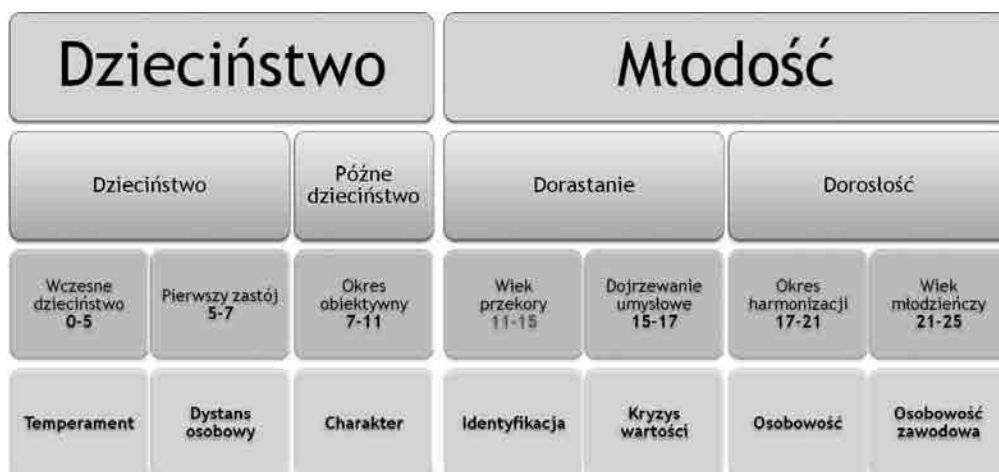 Dzieciństwo
Młodość
Dzieciństwo
Późne
dzieciństwo
Dorastanie
Dorosłość
Wczesne
dzieciństwo
0-5
Pierwszy zastój
5-7
Okres
obiektywny
7-11
Wiek
przekory
11-15
Dojrzewanie
umysłowe
15-17
Okres
harmonizacji
17-21
Wiek
młodzieńczy
21-25
Temperament
Dystans
osobowy
Charakter
Identyfikacja
Kryzys
wartości
Osobowość
Osobowość
zawodowa